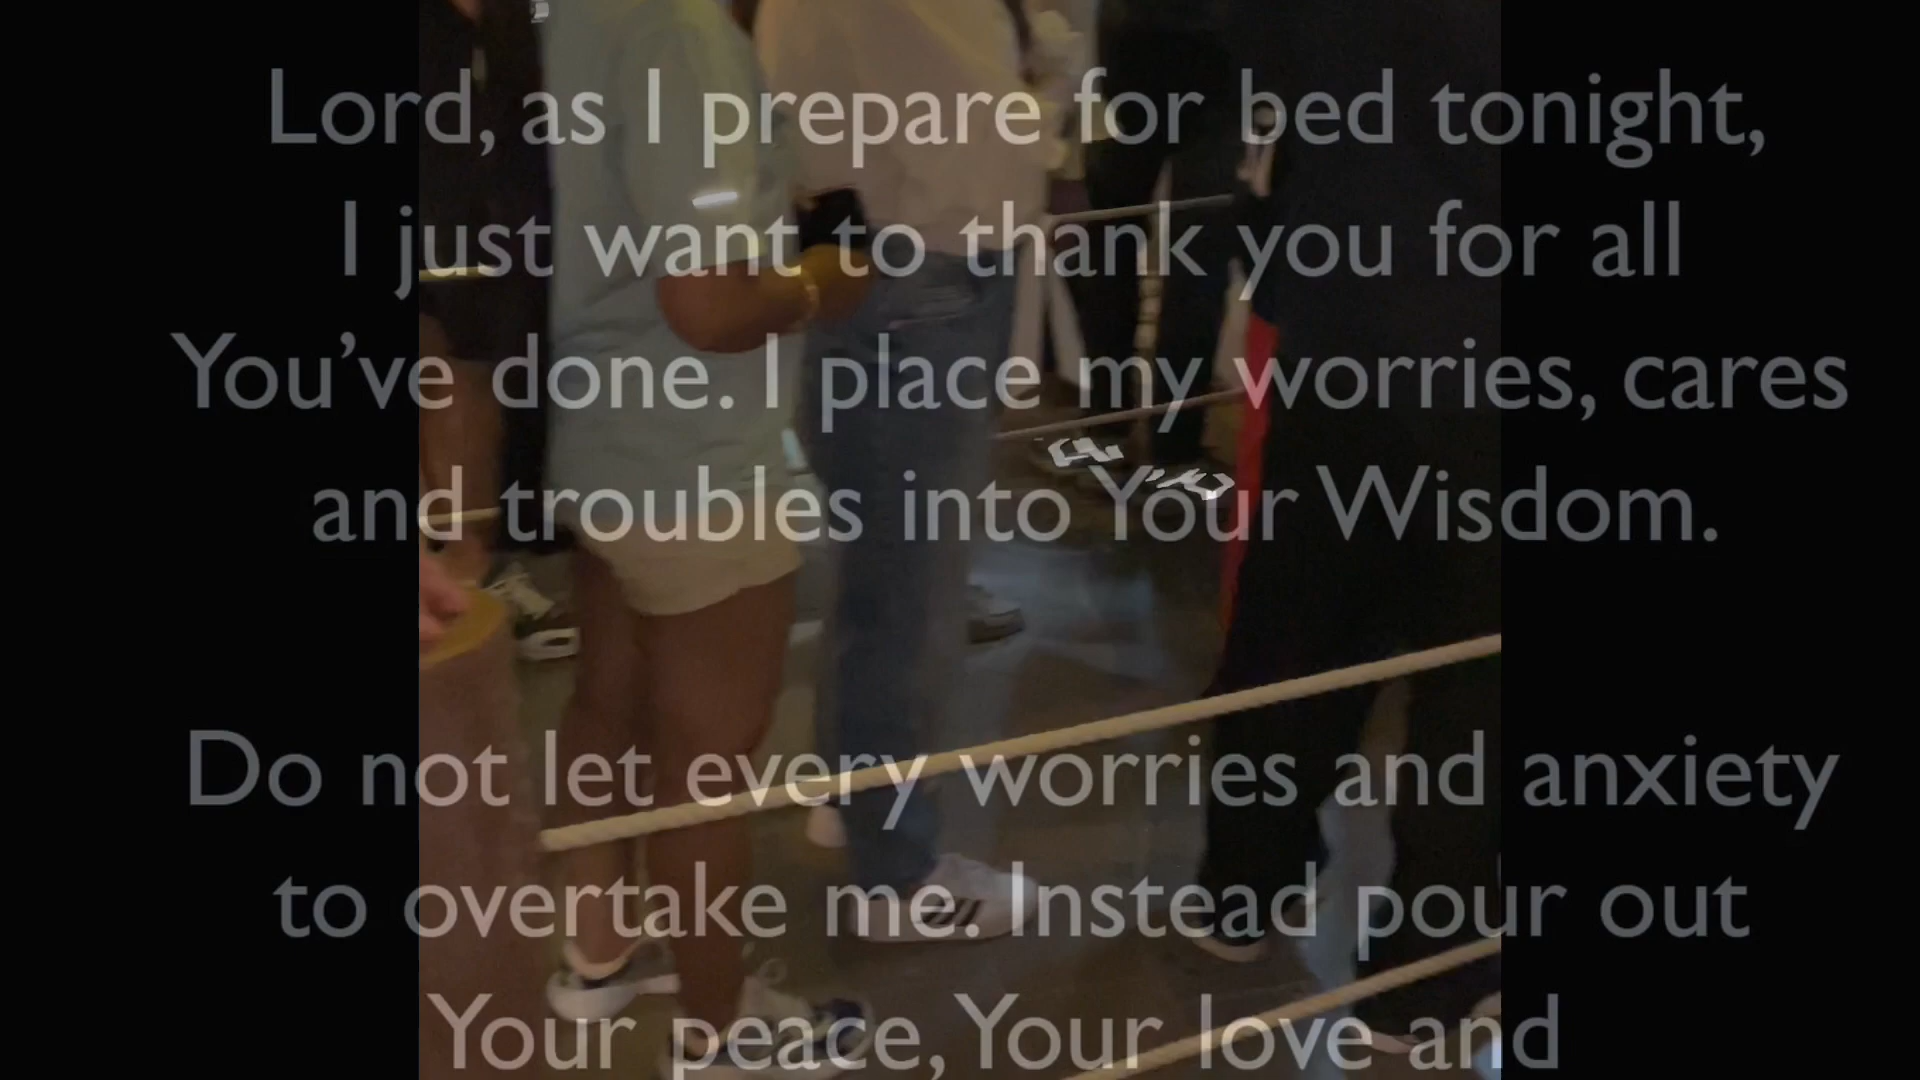 Lord, as I prepare for bed tonight,
I just want to thank you for all
You've done. I place my worries, cares
and troubles into Your Wisdom.
Do not let every worries and anxiety
to overtake me. Instead pour out
Your peace, Your love and